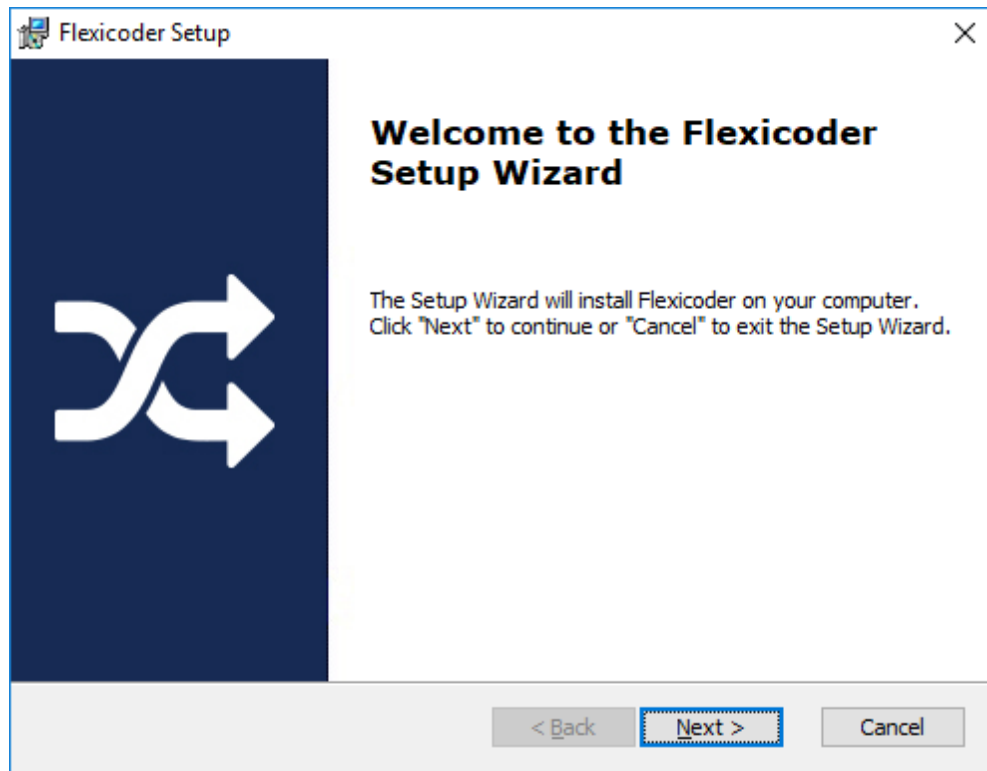 Flexicoder Setup
Welcome to the Flexicoder
Setup Wizard
The Setup Wizard will install Flexicoder on your computer.
Click "Next" to continue or "Cancel" to exit the Setup Wizard.
< Back
Next >
Cancel